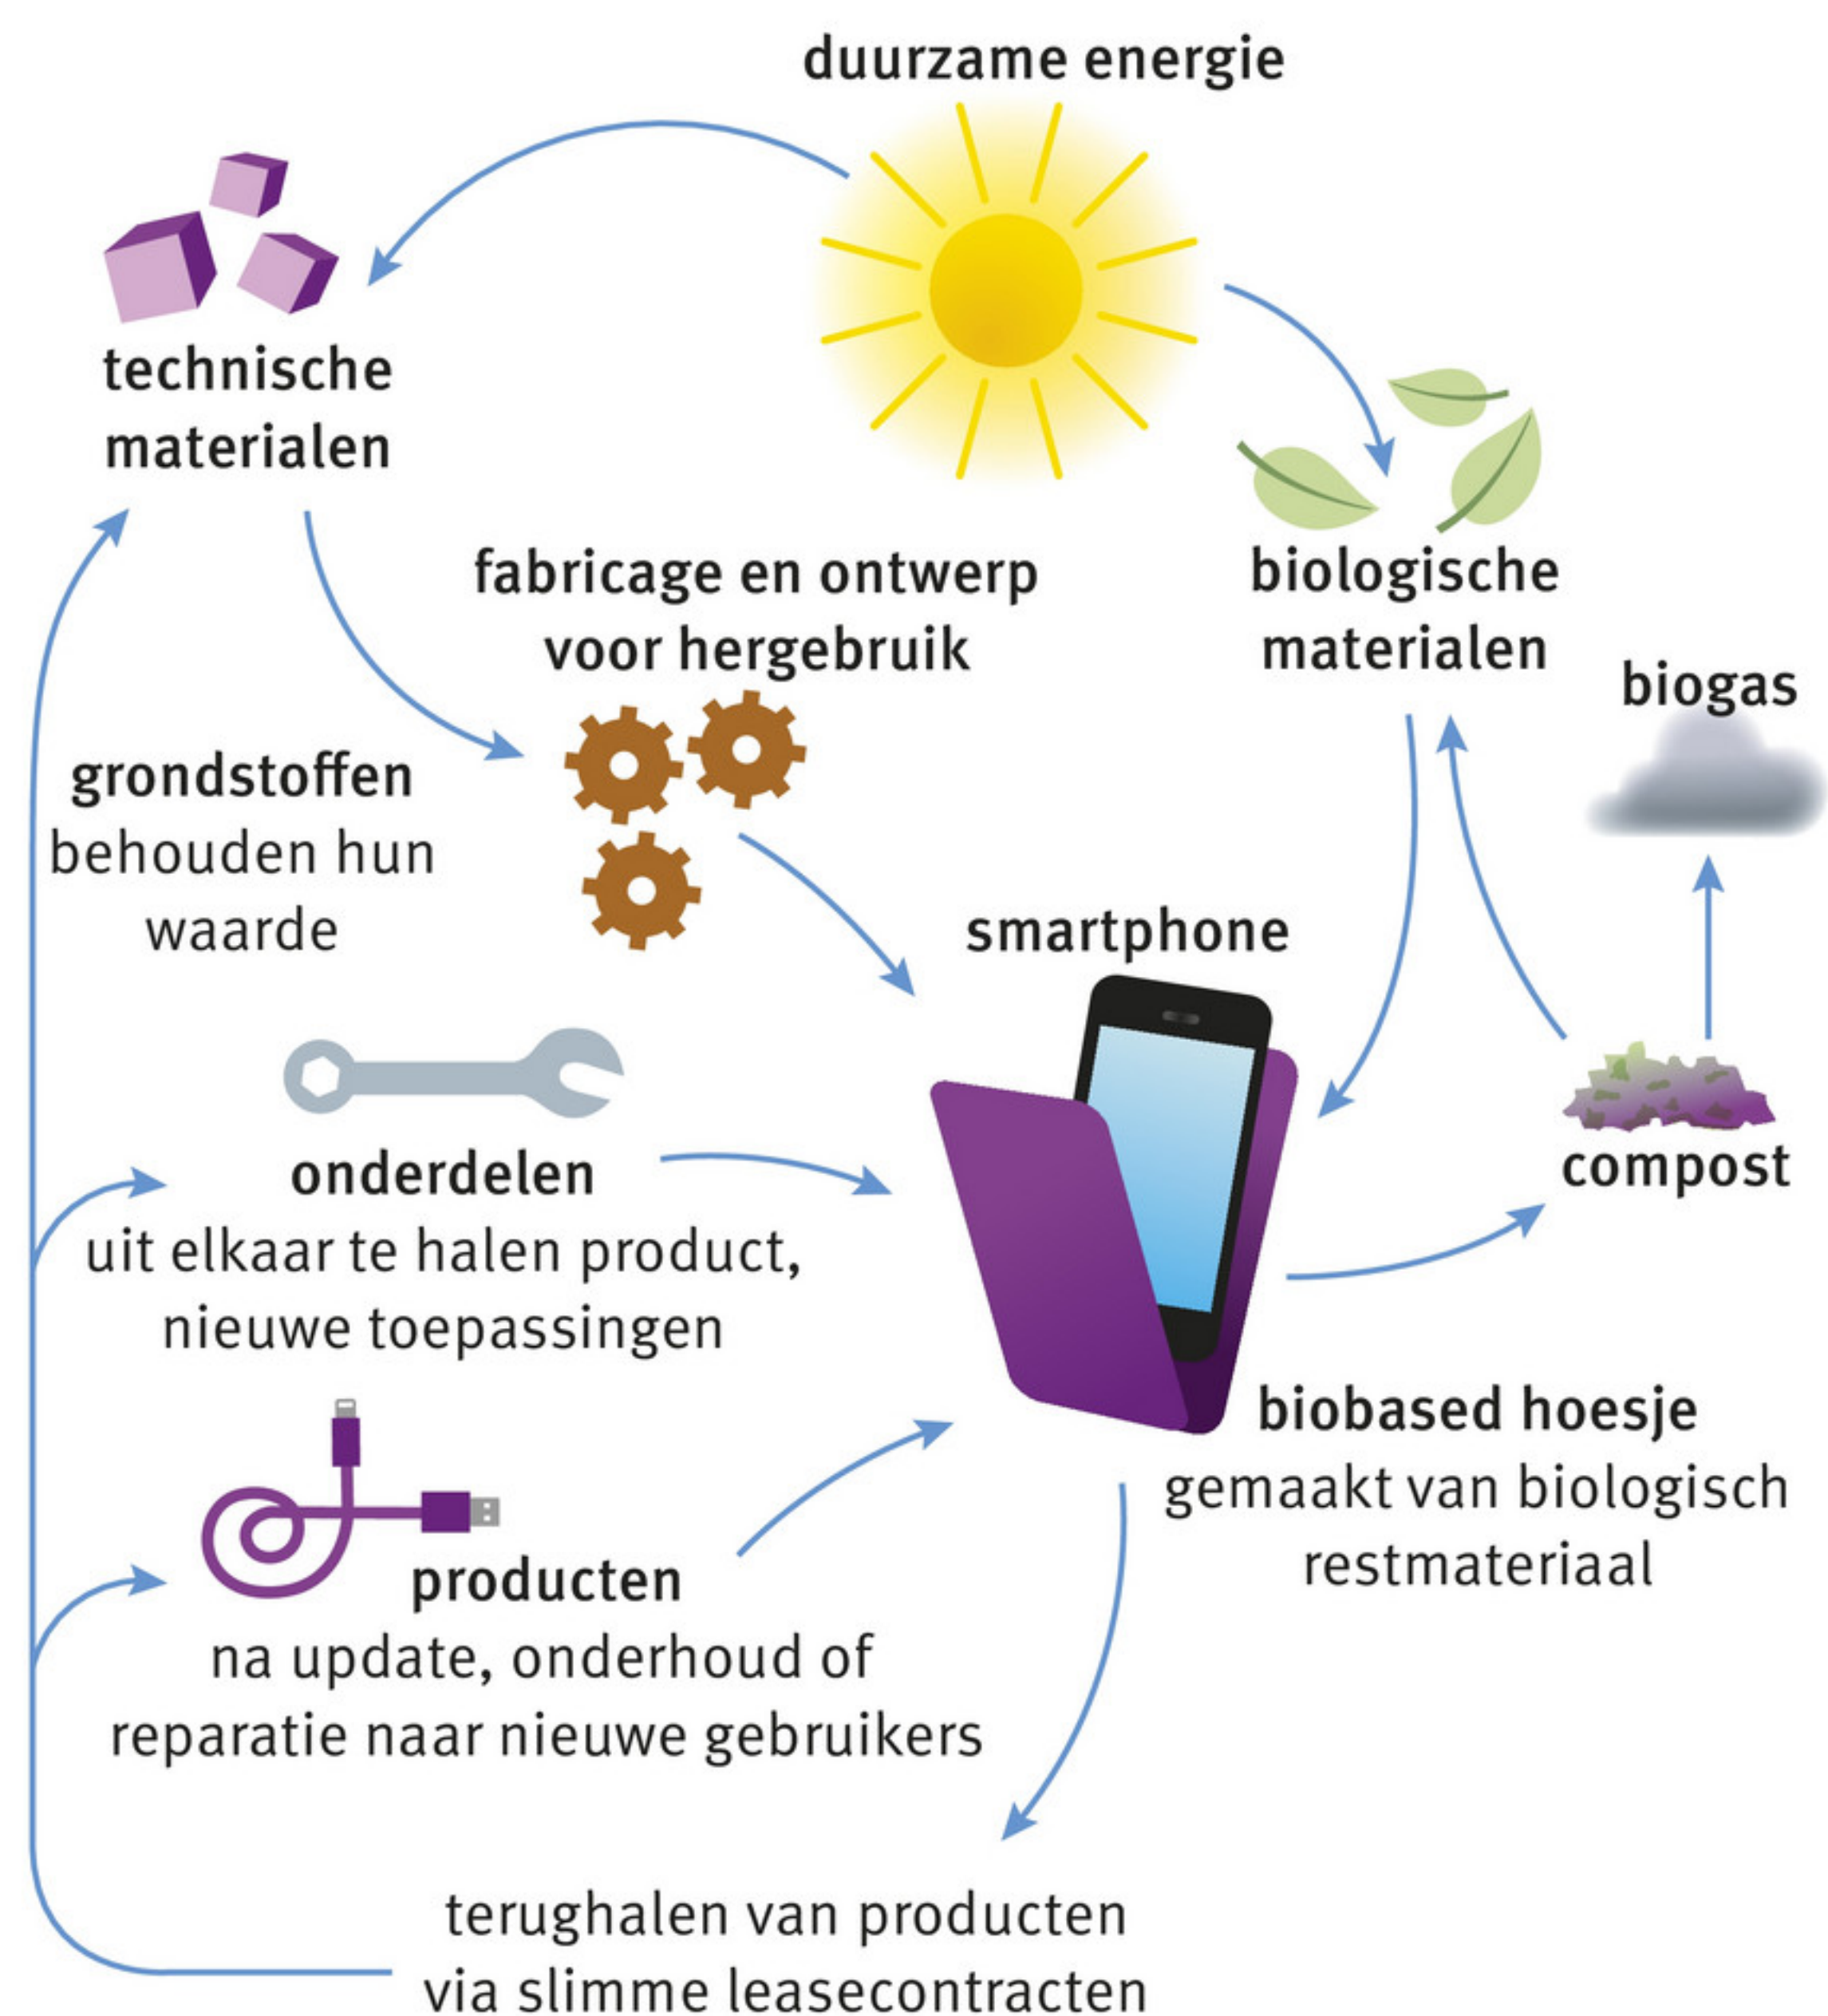 duurzame energie
technische
materialen
fabricage en ontwerp
voor hergebruik
biologische
materialen
biogas
grondstoffen
behouden hun
waarde
smartphone
onderdelen
uit elkaar te halen product,
nieuwe toepassingen
compost
biobased hoesje
gemaakt van biologisch
restmateriaal
producten
na update, onderhoud of
reparatie naar nieuwe gebruikers
terughalen van producten
via slimme leasecontracten